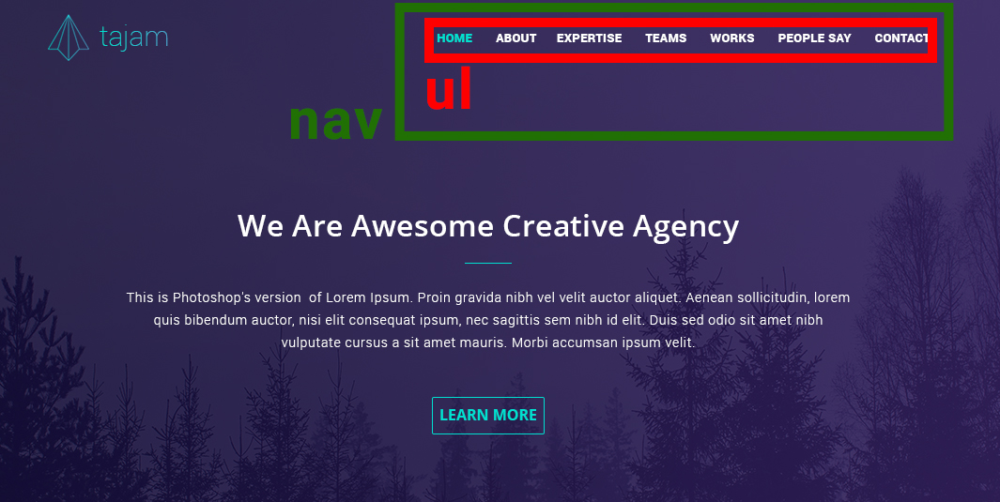 tajam
HOME ABOUT EXPERTISE TEAMS WORKS PEOPLE SAY CONTACT
ul
nav
We Are Awesome Creative Agency
This is Photoshop's version of Lorem Ipsum. Proin gravida nibh vel velit auctor aliquet. Aenean sollicitudin, lorem
quis bibendum auctor, nisi elit consequat ipsum, nec sagittis sem nibh id elit. Duis sed odio sit amet nibh
vulputate cursus a sit amet mauris. Morbi accumsan ipsum velit.
LEARN MORE